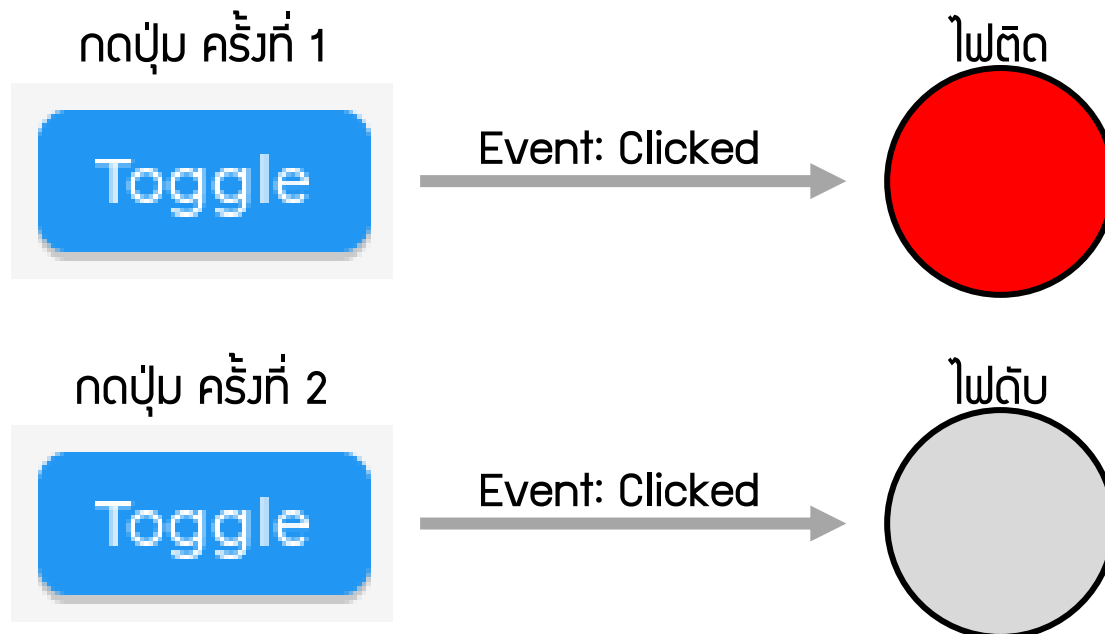 กดปุ่ม ครั้งที่ 1
ไฟติด
Toggle
Event: Clicked
กดปุ่ม ครั้งที่ 2
ไฟดับ
Toggle
Event: Clicked